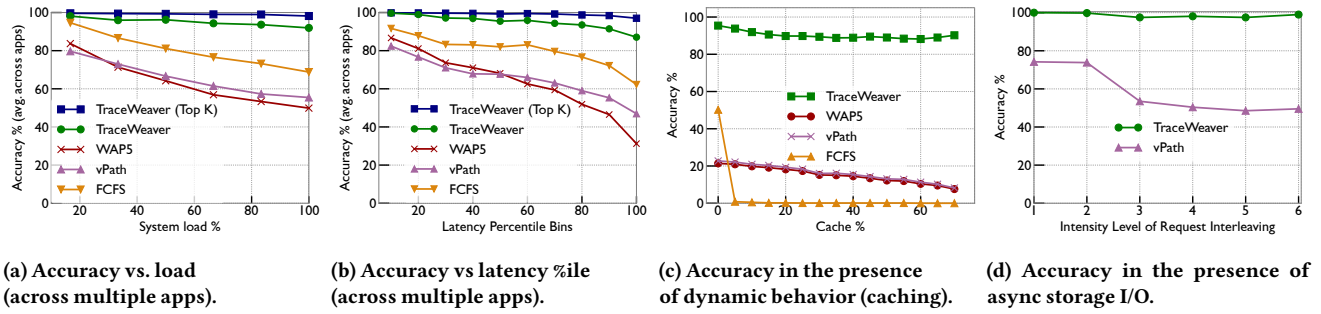 100
80
60
40
20
0
Accuracy % (avg. across apps)
TraceWeaver (Top K)
TraceWeaver
WAP5
vPath
FCFS
20 40 60 80 100
System load %
(a) Accuracy vs. load
(across multiple apps).
100
80
60
40
20
0
Accuracy % (avg. across apps)
TraceWeaver (Top K)
TraceWeaver
WAP5
vPath
FCFS
20 40 60 80 100
Latency Percentile Bins
(b) Accuracy vs latency %ile
(across multiple apps).
100
80
60
40
20
0
Accuracy %
TraceWeaver
WAP5
vPath
FCFS
0 20 40 60
Cache %
(c) Accuracy in the presence
of dynamic behavior (caching).
100
80
60
40
20
0
Accuracy %
TraceWeaver
vPath
1 2 3 4 5 6
Intensity Level of Request Interleaving
(d) Accuracy in the presence of
async storage I/O.